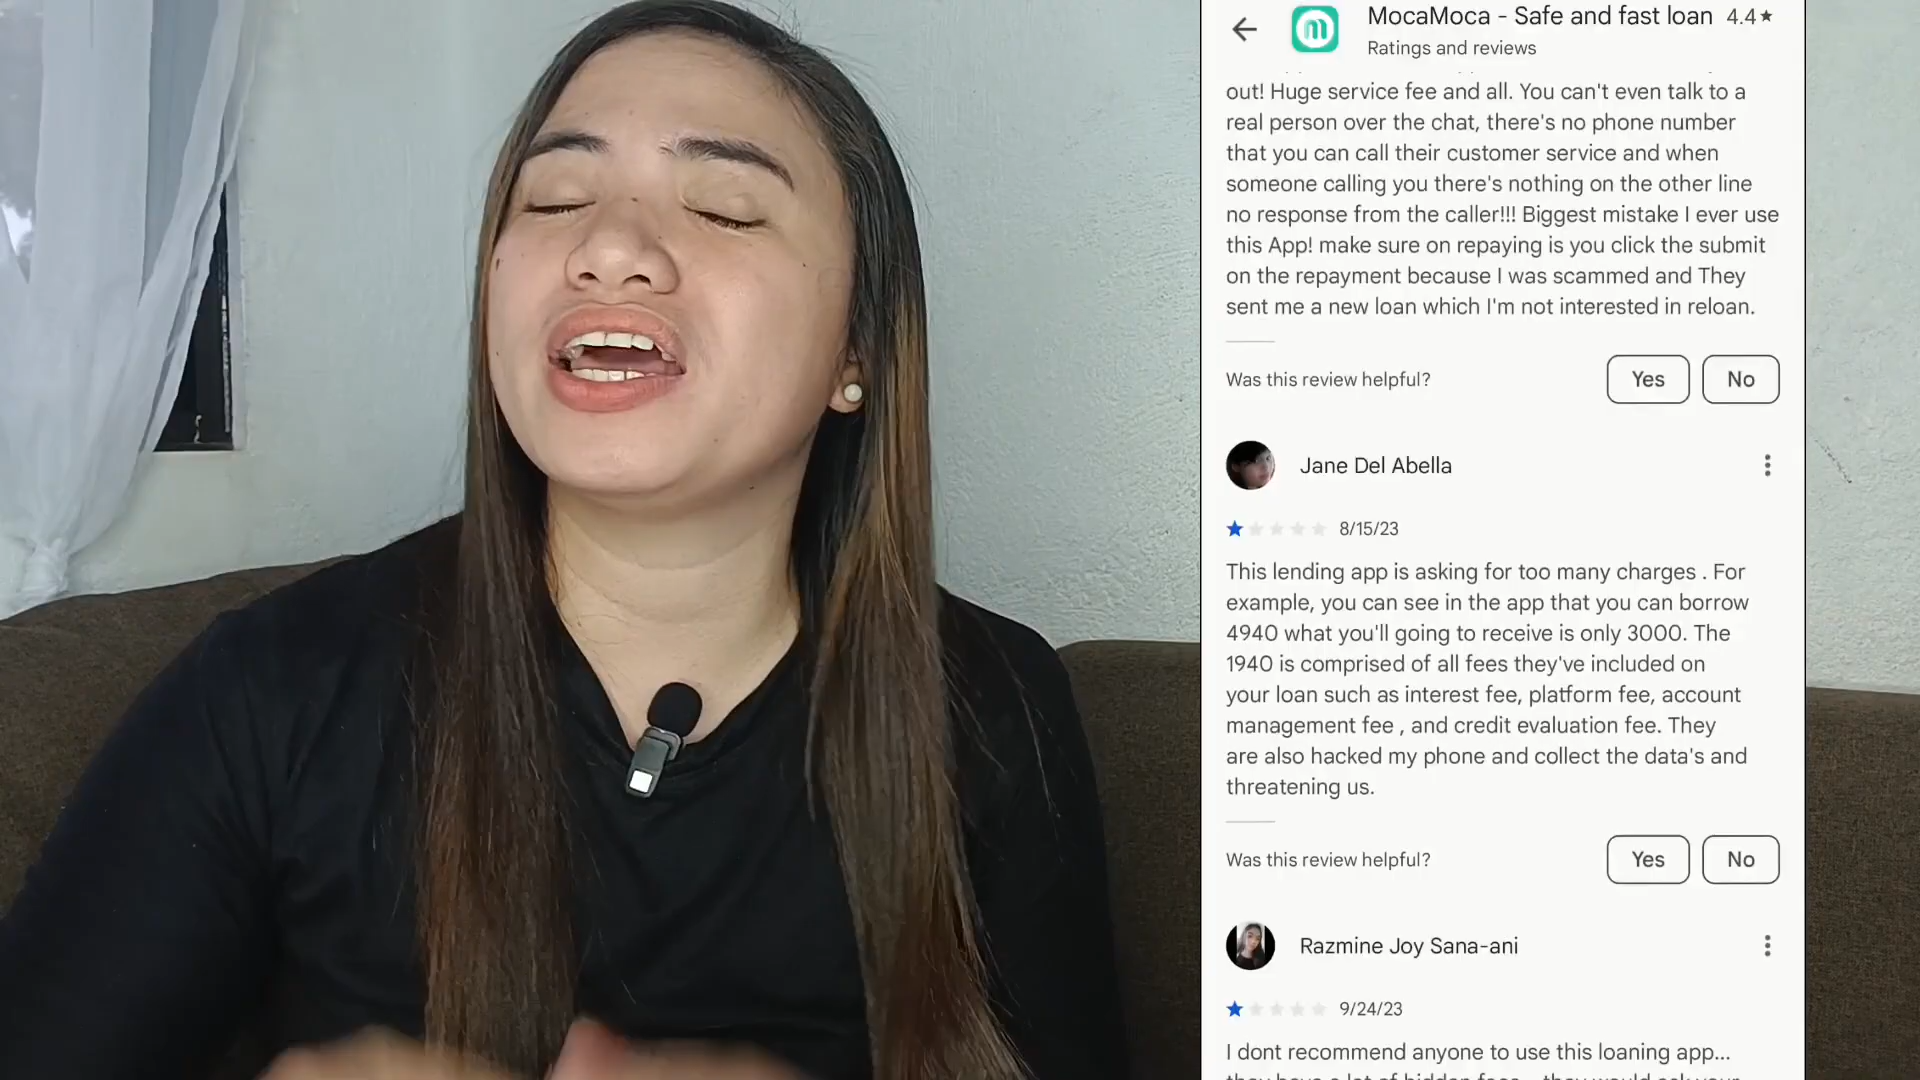 MocaMoca - Safe and fast loan 4.4★
Ratings and reviews
out! Huge service fee and all. You can't even talk to a
real person over the chat, there's no phone number
that you can call their customer service and when
someone calling you there's nothing on the other line
no response from the caller!!! Biggest mistake I ever use
this App! make sure on repaying is you click the submit
on the repayment because I was scammed and They
sent me a new loan which I'm not interested in reloan.
Was this review helpful?
Yes
No
Jane Del Abella
8/15/23
This lending app is asking for too many charges . For
example, you can see in the app that you can borrow
4940 what you'll going to receive is only 3000. The
1940 is comprised of all fees they've included on
your loan such as interest fee, platform fee, account
management fee , and credit evaluation fee. They
are also hacked my phone and collect the data's and
threatening us.
Was this review helpful?
Yes
No
Razmine Joy Sana-ani
9/24/23
I dont recommend anyone to use this loaning app...